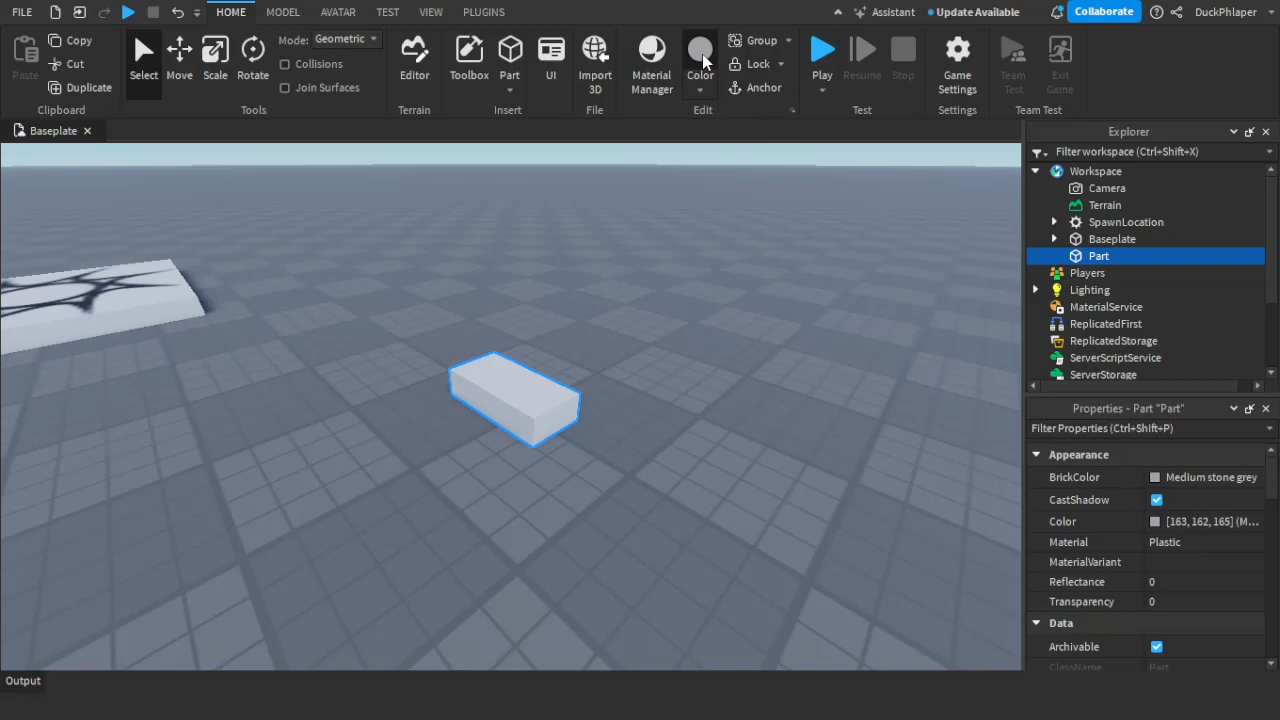 FILE HOME MODEL AVATAR TEST VIEW PLUGINS Assistant Update Available Collaborate DuckPhlaper
Paste Copy Cut Duplicate
Clipboard
Select Move Scale Rotate Mode: Geometric Collisions Join Surfaces
Tools
Editor
Terrain
Toolbox Part UI
Insert
Import 3D
File
Material Manager Color Group Lock Anchor
Edit
Play Resume Stop
Test
Game Settings
Settings
Team Test Exit Game
Team Test
Baseplate
Explorer
Filter workspace (Ctrl+Shift+X)
Workspace
Camera
Terrain
SpawnLocation
Baseplate
Part
Players
Lighting
MaterialService
ReplicatedFirst
ReplicatedStorage
ServerScriptService
ServerStorage
Properties - Part "Part"
Filter Properties (Ctrl+Shift+P)
Appearance
BrickColor Medium stone grey
CastShadow
Color [163, 162, 165] (M...
Material Plastic
MaterialVariant
Reflectance 0
Transparency 0
Data
Archivable
ClassName Part
Output